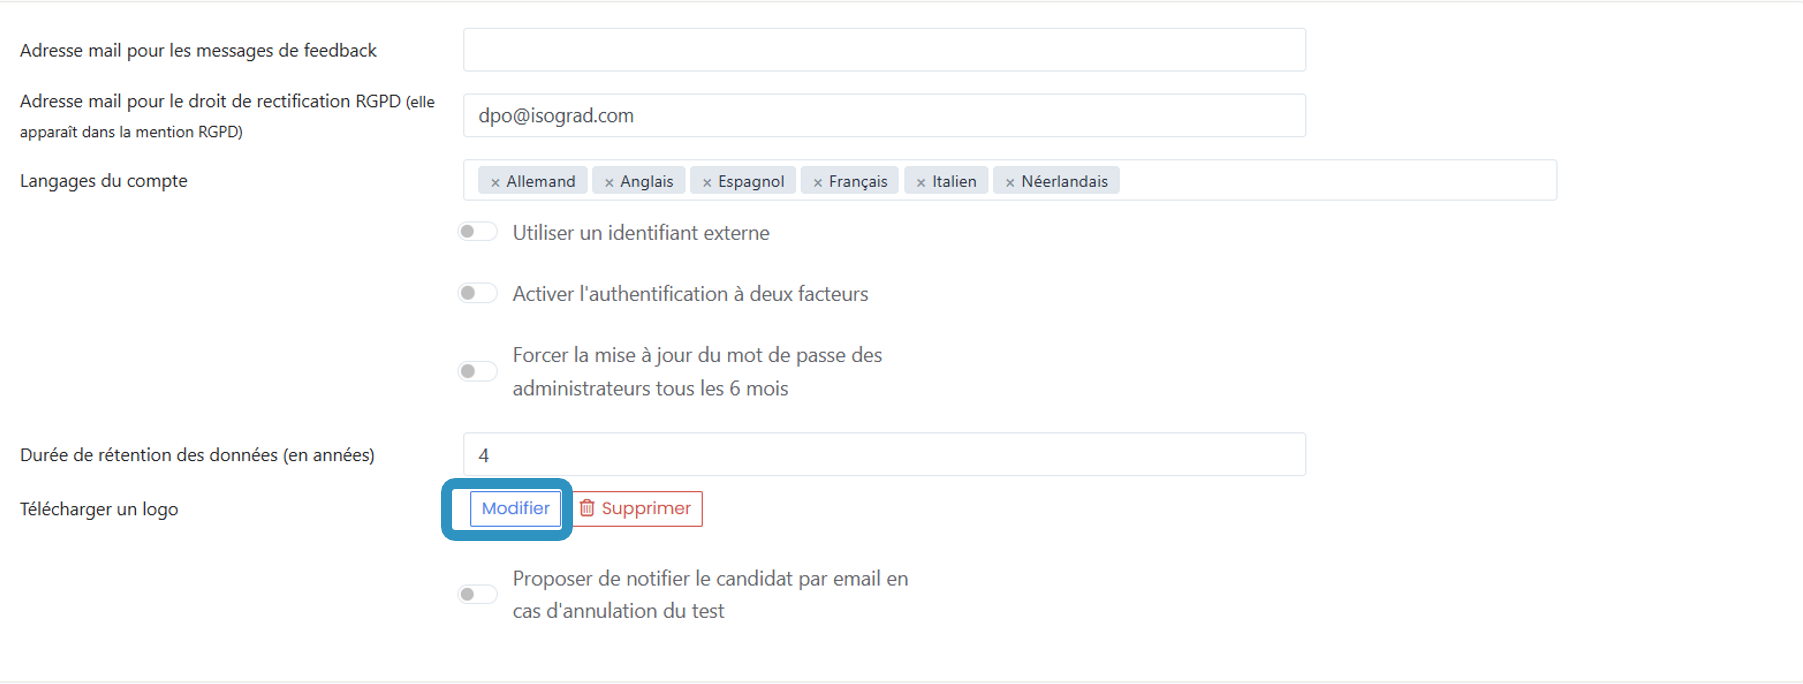 Adresse mail pour les messages de feedback
Adresse mail pour le droit de rectification RGPD (elle
apparaît dans la mention RGPD)
dpo@isograd.com
Langages du compte
× Allemand × Anglais × Espagnol × Français × Italien × Néerlandais
Utiliser un identifiant externe
Activer l'authentification à deux facteurs
Forcer la mise à jour du mot de passe des
administrateurs tous les 6 mois
Durée de rétention des données (en années)
4
Télécharger un logo
Modifier
Supprimer
Proposer de notifier le candidat par email en
cas d'annulation du test